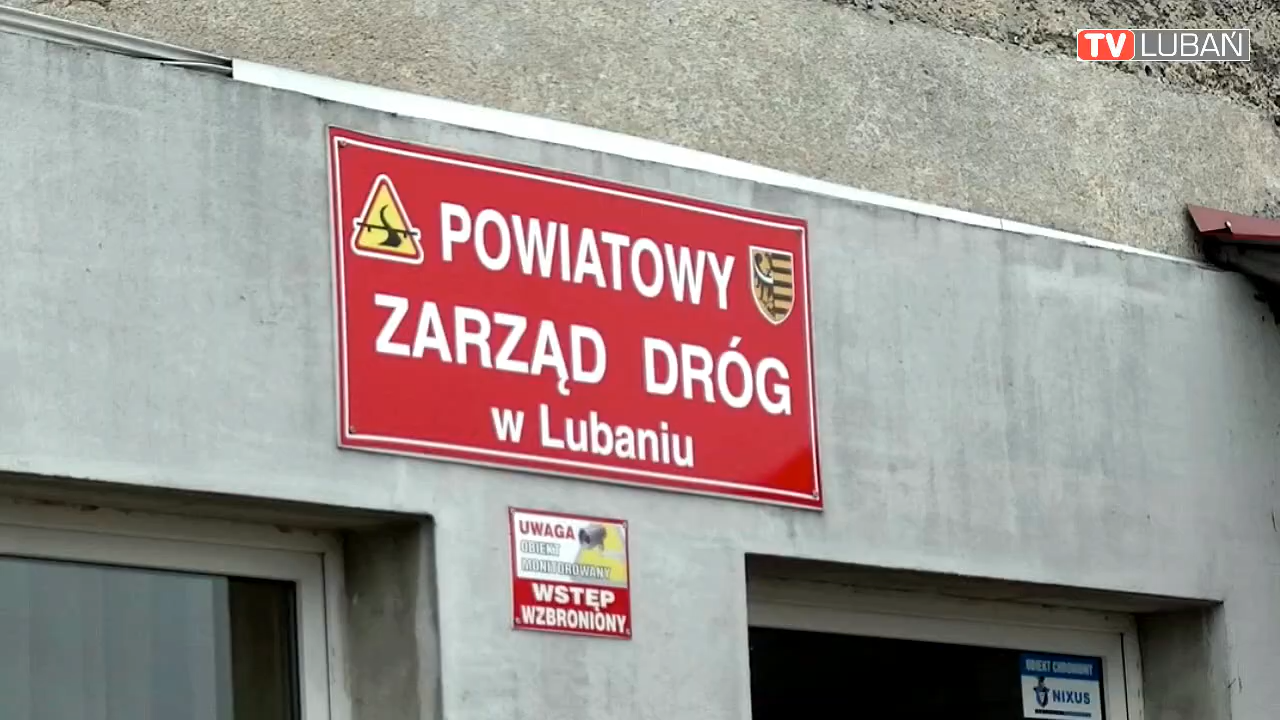 TV LUBAŃ
POWIATOWY
ZARZĄD DRÓG
w Lubaniu
UWAGA
OBIEKT
MONITOROWANY
WSTĘP
WZBRONIONY
OBIEKT CHRONIONY
NIXUS